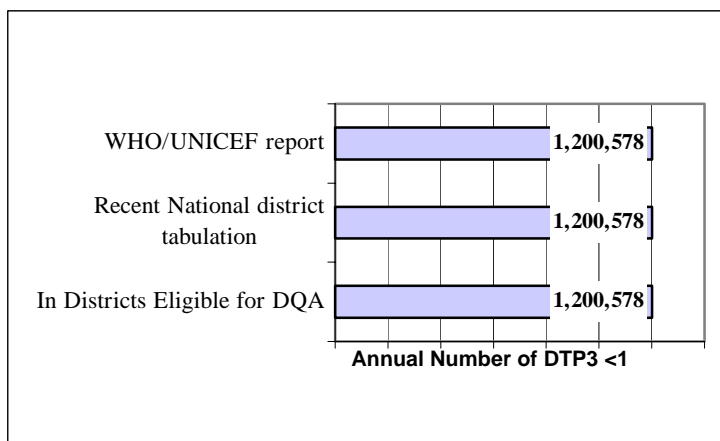 WHO/UNICEF report
1,200,578
Recent National district
tabulation
1,200,578
In Districts Eligible for DQA
1,200,578
Annual Number of DTP3 <1